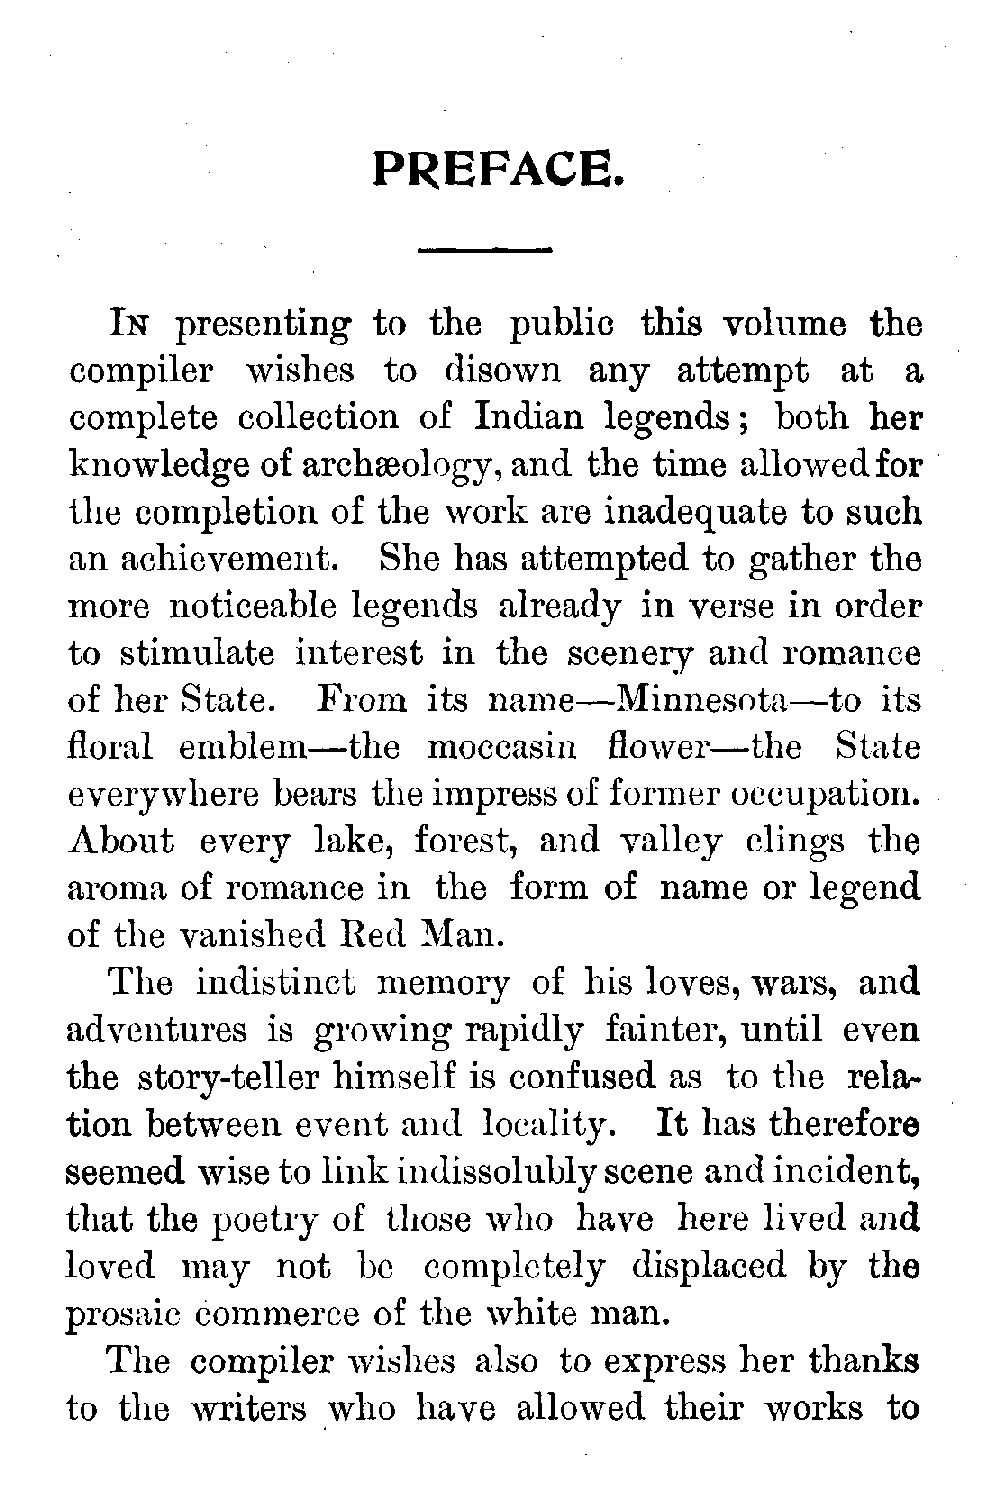 PREFACE.
In presenting to the public this volume the
compiler wishes to disown any attempt at a
complete collection of Indian legends; both her
knowledge of archæology, and the time allowed for
the completion of the work are inadequate to such
an achievement. She has attempted to gather the
more noticeable legends already in verse in order
to stimulate interest in the scenery and romance
of her State. From its name—Minnesota—to its
floral emblem—the moccasin flower—the State
everywhere bears the impress of former occupation.
About every lake, forest, and valley clings the
aroma of romance in the form of name or legend
of the vanished Red Man.
The indistinct memory of his loves, wars, and
adventures is growing rapidly fainter, until even
the story-teller himself is confused as to the rela-
tion between event and locality. It has therefore
seemed wise to link indissolubly scene and incident,
that the poetry of those who have here lived and
loved may not be completely displaced by the
prosaic commerce of the white man.
The compiler wishes also to express her thanks
to the writers who have allowed their works to